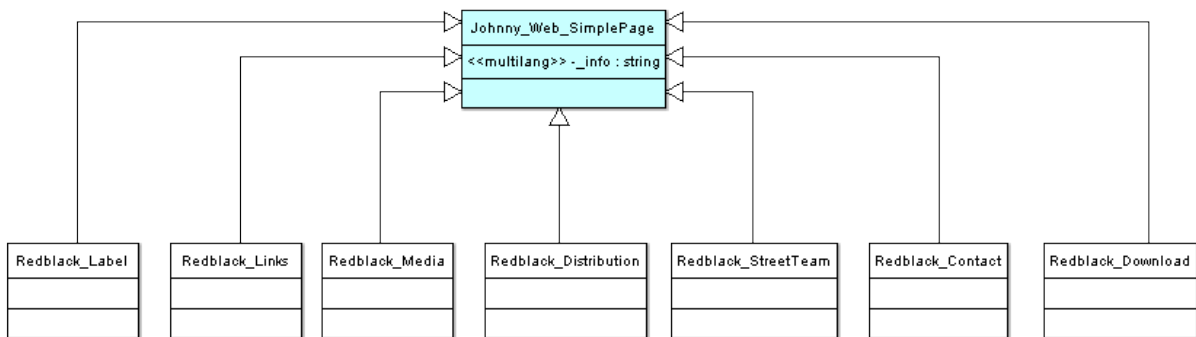 Johnny_Web_SimplePage
<<multilang>> -_info : string
Redblack_Label
Redblack_Links
Redblack_Media
Redblack_Distribution
Redblack_StreetTeam
Redblack_Contact
Redblack_Download